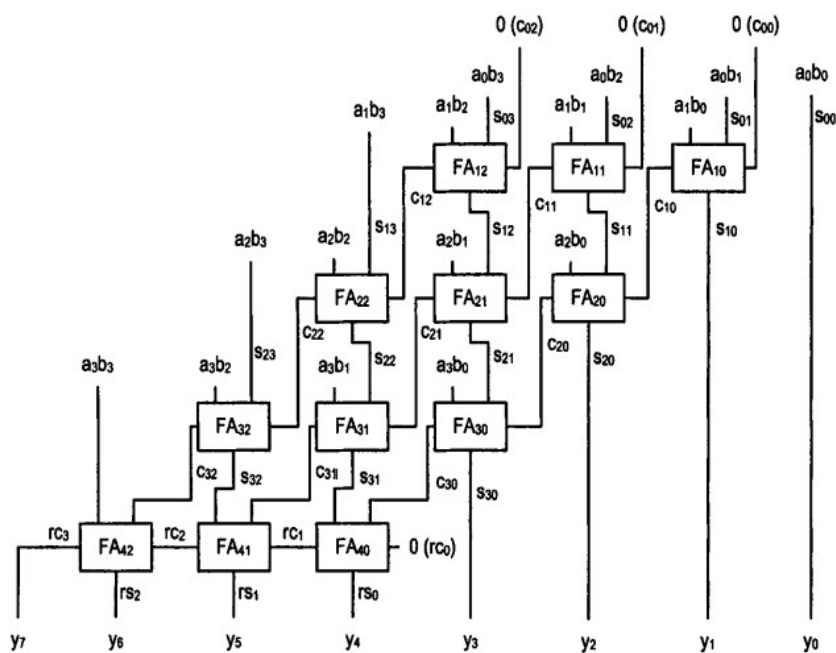 0 (c02) 0 (c01) 0 (c00)
a0b3 a0b2 a0b1 a0b0
a1b3 a1b2 s03 a1b1 s02 a1b0 s01 s00
FA12 FA11 FA10
c12 c11 c10
s13 s12 s11 s10
a2b3 a2b2 a2b1 a2b0
FA22 FA21 FA20
c22 c21 c20
s23 s22 s21 s20
a3b3 a3b2 a3b1 a3b0
FA32 FA31 FA30
c32 s32 c31 s31 c30 s30
rc3 FA42 rc2 FA41 rc1 FA40 0 (rc0)
rs2 rs1 rs0
y7 y6 y5 y4 y3 y2 y1 y0